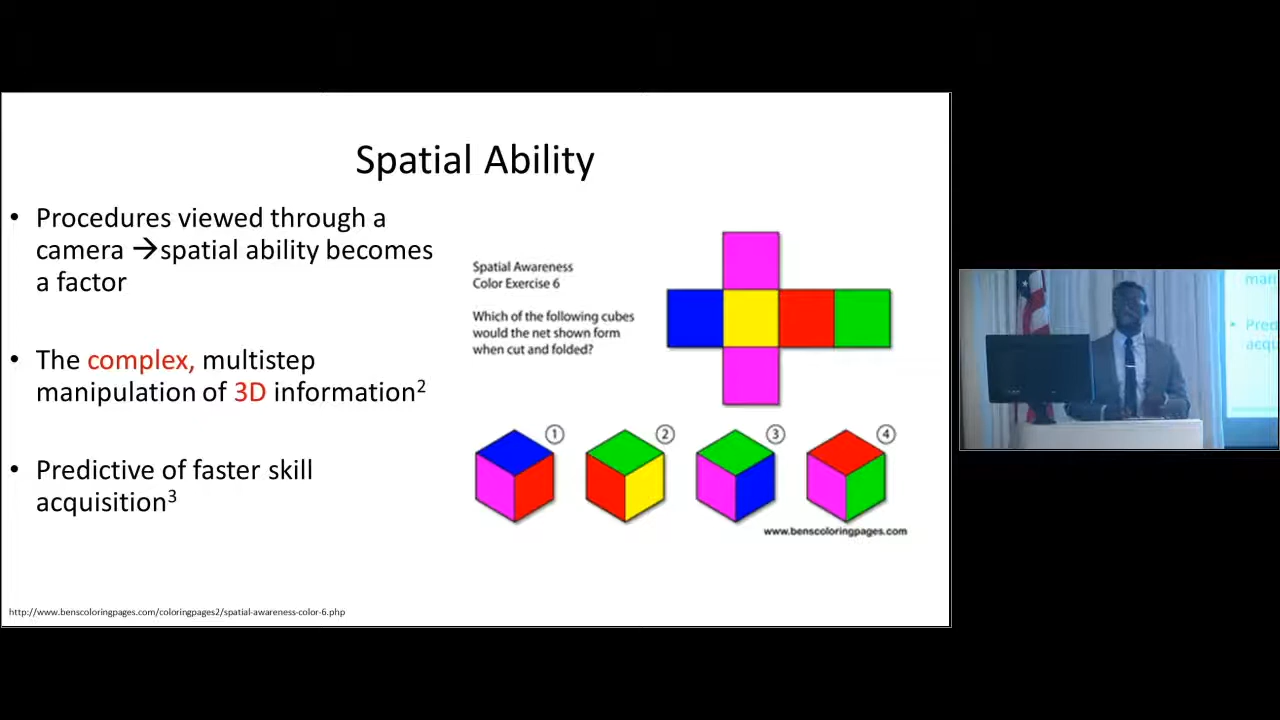 Spatial Ability
• Procedures viewed through a
camera →spatial ability becomes
a factor
• The complex, multistep
manipulation of 3D information²
• Predictive of faster skill
acquisition³
Spatial Awareness
Color Exercise 6
Which of the following cubes
would the net shown form
when cut and folded?
1
2
3
4
www.benscoloringpages.com
http://www.benscoloringpages.com/coloringpages2/spatial-awareness-color-6.php
mani
• Pred
acqu